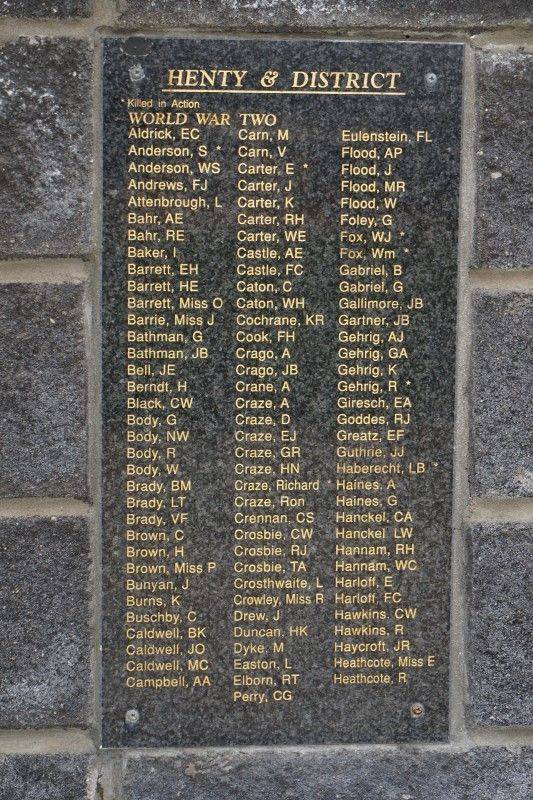 HENTY & DISTRICT
* Killed in Action
WORLD WAR TWO
Aldrick, EC
Anderson, S *
Anderson, WS
Andrews, FJ
Attenbrough, L
Bahr, AE
Bahr, RE
Baker, I
Barrett, EH
Barrett, HE
Barrett, Miss O
Barrie, Miss J
Bathman, G
Bathman, JB
Bell, JE
Berndt, H
Black, CW
Body, G
Body, NW
Body, R
Body, W
Brady, BM
Brady, LT
Brady, VF
Brown, C
Brown, H
Brown, Miss P
Bunyan, J
Burns, K
Buschby, C
Caldwell, BK
Caldwell, JO
Caldwell, MC
Campbell, AA
Carn, M
Carn, V
Carter, E *
Carter, J
Carter, K
Carter, RH
Carter, WE
Castle, AE
Castle, FC
Caton, C
Caton, WH
Cochrane, KR
Cook, FH
Crago, A
Crago, JB
Crane, A
Craze, A
Craze, D
Craze, EJ
Craze, GR
Craze, HN
Craze, Richard *
Craze, Ron
Crennan, CS
Crosbie, CW
Crosbie, RJ
Crosbie, TA
Crosthwaite, L
Crowley, Miss R
Drew, J
Duncan, HK
Dyke, M
Easton, L
Elborn, RT
Perry, CG
Eulenstein, FL
Flood, AP
Flood, J
Flood, MR
Flood, W
Foley, G
Fox, WJ *
Fox, Wm *
Gabriel, B
Gabriel, G
Gallimore, JB
Gartner, JB
Gehrig, AJ
Gehrig, GA
Gehrig, K
Gehrig, R *
Giresch, EA
Goddes, RJ
Greatz, EF
Guthrie, JJ
Haberecht, LB *
Haines, A
Haines, G
Hanckel, CA
Hanckel LW
Hannam, RH
Hannam, WC
Harloff, E
Harloff, FC
Hawkins, CW
Hawkins, R
Haycroft, JR
Heathcote, Miss E
Heathcote, R